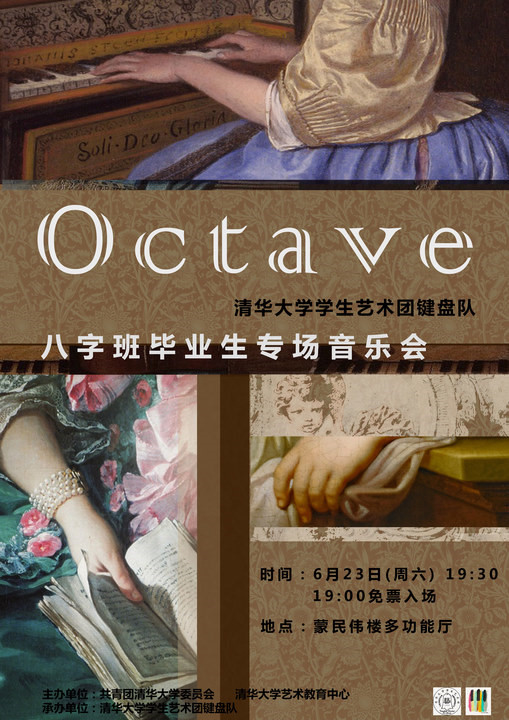 Soli·Deo·Gloria
Octave
清华大学学生艺术团键盘队
八字班毕业生专场音乐会
时间：6月23日(周六) 19:30
19:00免票入场
地点：蒙民伟楼多功能厅
主办单位：共青团清华大学委员会 清华大学艺术教育中心
承办单位：清华大学学生艺术团键盘队